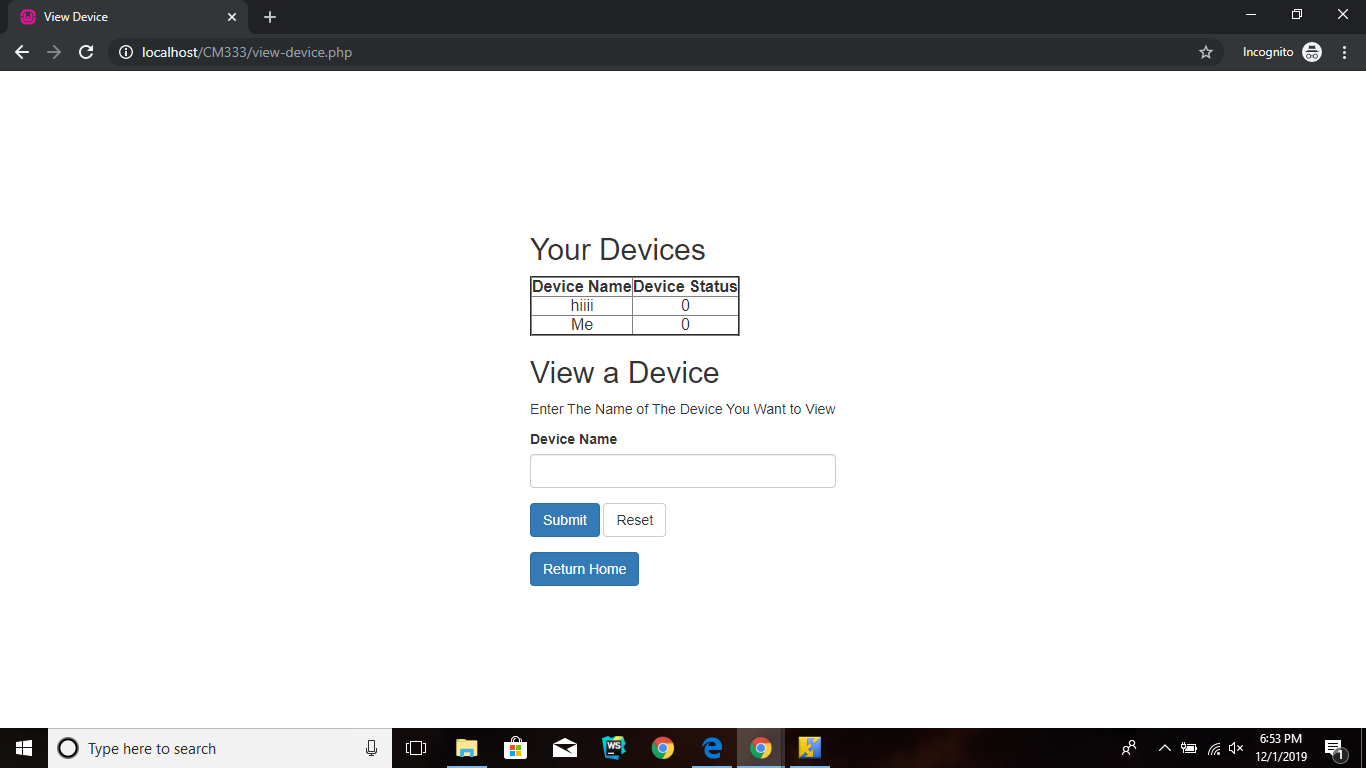 View Device
localhost/CM333/view-device.php
Incognito
Your Devices
Device Name Device Status
hiiii 0
Me 0
View a Device
Enter The Name of The Device You Want to View
Device Name
Submit Reset
Return Home
Type here to search
WS
6:53 PM
12/1/2019
1